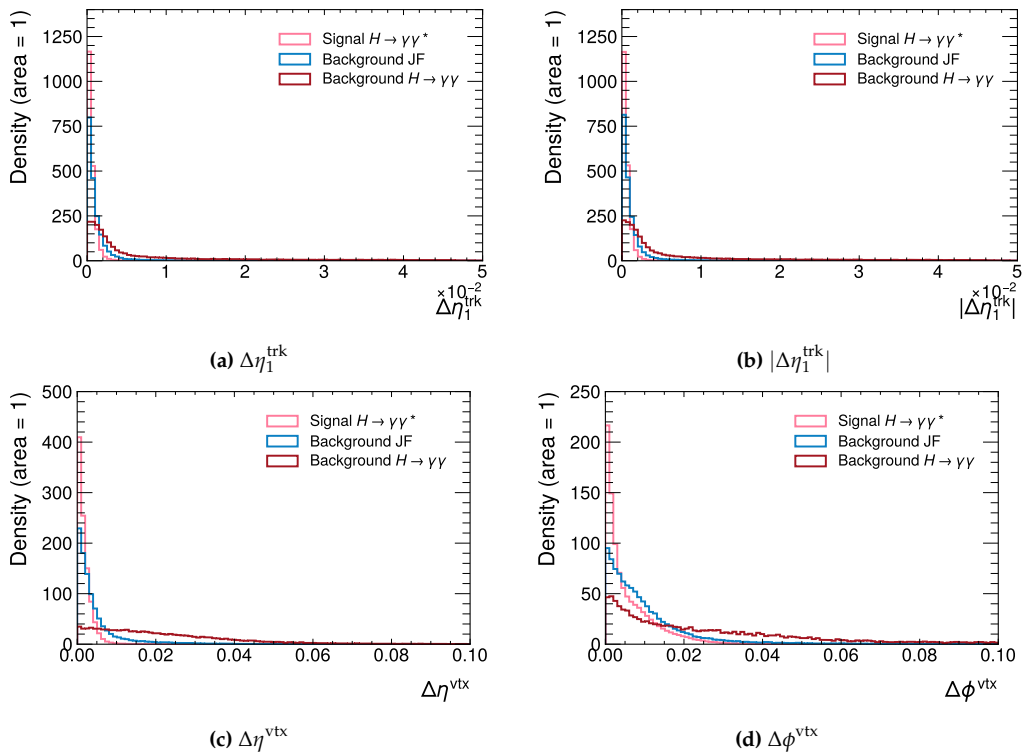 Density (area = 1)
1250
1000
750
500
250
0
0 1 2 3 4 5
×10⁻²
Δη₁ᵗʳᵏ
Signal H → γγ*
Background JF
Background H → γγ
(a) Δη₁ᵗʳᵏ
Density (area = 1)
1250
1000
750
500
250
0
0 1 2 3 4 5
×10⁻²
|Δη₁ᵗʳᵏ|
Signal H → γγ*
Background JF
Background H → γγ
(b) |Δη₁ᵗʳᵏ|
Density (area = 1)
500
400
300
200
100
0
0.00 0.02 0.04 0.06 0.08 0.10
Δηᵛᵗˣ
Signal H → γγ*
Background JF
Background H → γγ
(c) Δηᵛᵗˣ
Density (area = 1)
250
200
150
100
50
0
0.00 0.02 0.04 0.06 0.08 0.10
Δϕᵛᵗˣ
Signal H → γγ*
Background JF
Background H → γγ
(d) Δϕᵛᵗˣ